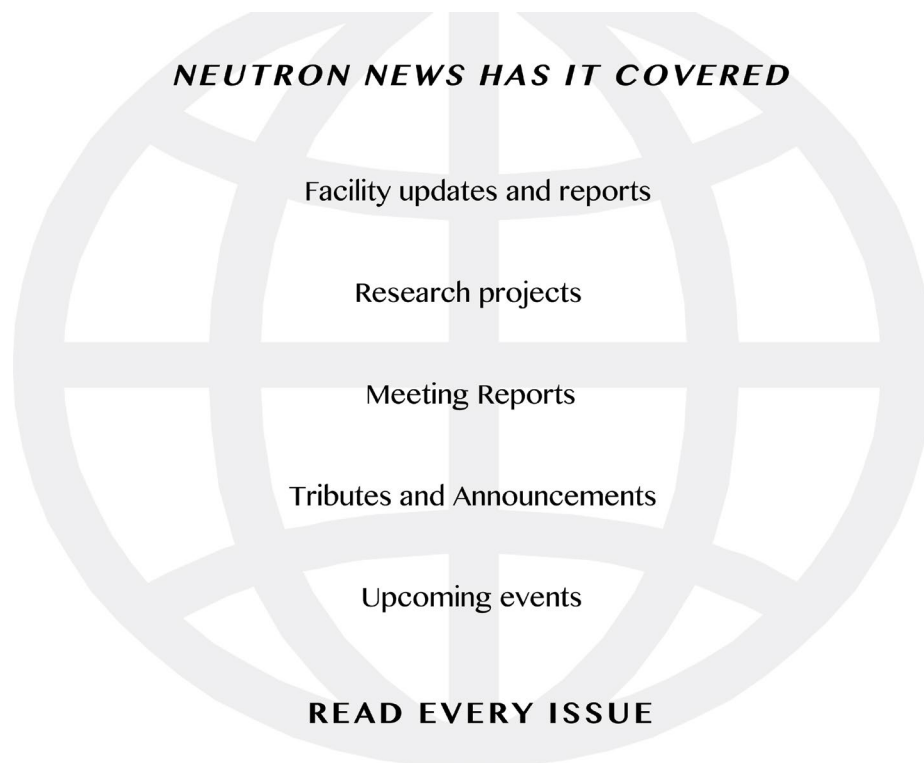 NEUTRON NEWS HAS IT COVERED
Facility updates and reports
Research projects
Meeting Reports
Tributes and Announcements
Upcoming events
READ EVERY ISSUE